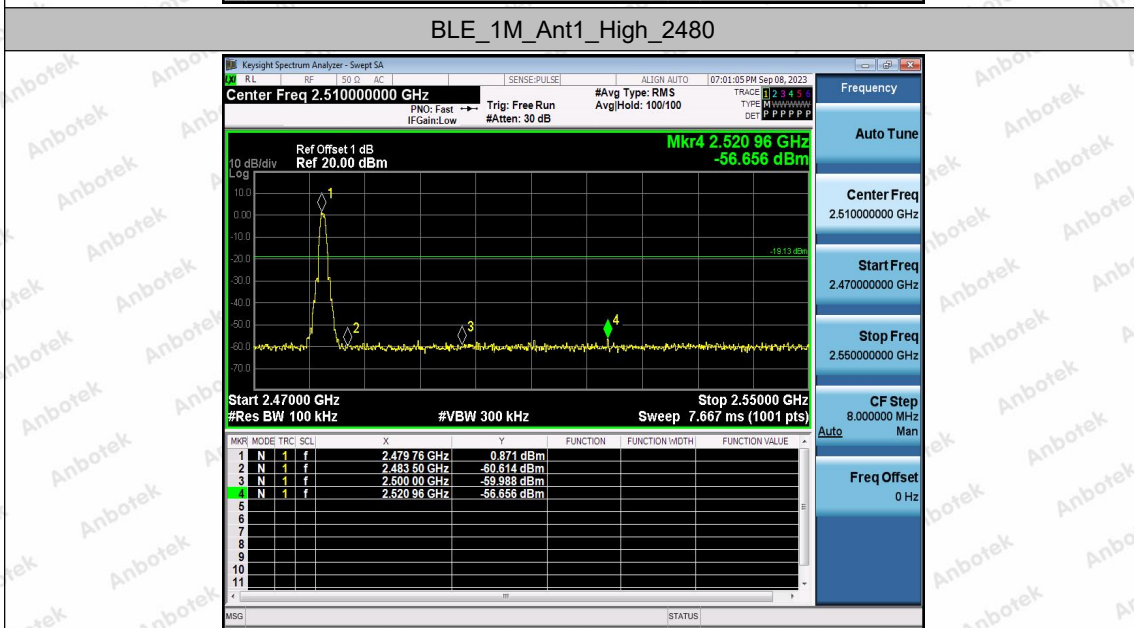 BLE_1M_Ant1_High_2480
Keysight Spectrum Analyzer - Swept SA
LXI RL RF 50 Ω AC SENSE:PULSE ALIGN AUTO 07:01:05 PM Sep 08, 2023
Center Freq 2.510000000 GHz
PNO: Fast
IFGain:Low
Trig: Free Run
#Atten: 30 dB
#Avg Type: RMS
Avg|Hold: 100/100
TRACE 1 2 3 4 5 6
TYPE M W W W W W
DET P P P P P P
Frequency
Auto Tune
Center Freq
2.510000000 GHz
Start Freq
2.470000000 GHz
Stop Freq
2.550000000 GHz
CF Step
8.000000 MHz
Auto Man
Freq Offset
0 Hz
Mkr4 2.520 96 GHz
-56.656 dBm
Ref Offset 1 dB
10 dB/div Ref 20.00 dBm
Log
10.0
0.00
-10.0
-20.0
-30.0
-40.0
-50.0
-60.0
-70.0
1
2
3
4
-19.13 dBm
Start 2.47000 GHz Stop 2.55000 GHz
#Res BW 100 kHz #VBW 300 kHz Sweep 7.667 ms (1001 pts)
MKR MODE TRC SCL X Y FUNCTION FUNCTION WIDTH FUNCTION VALUE
1 N 1 f 2.479 76 GHz 0.871 dBm
2 N 1 f 2.483 50 GHz -60.614 dBm
3 N 1 f 2.500 00 GHz -59.988 dBm
4 N 1 f 2.520 96 GHz -56.656 dBm
5
6
7
8
9
10
11
MSG STATUS
Anbotek